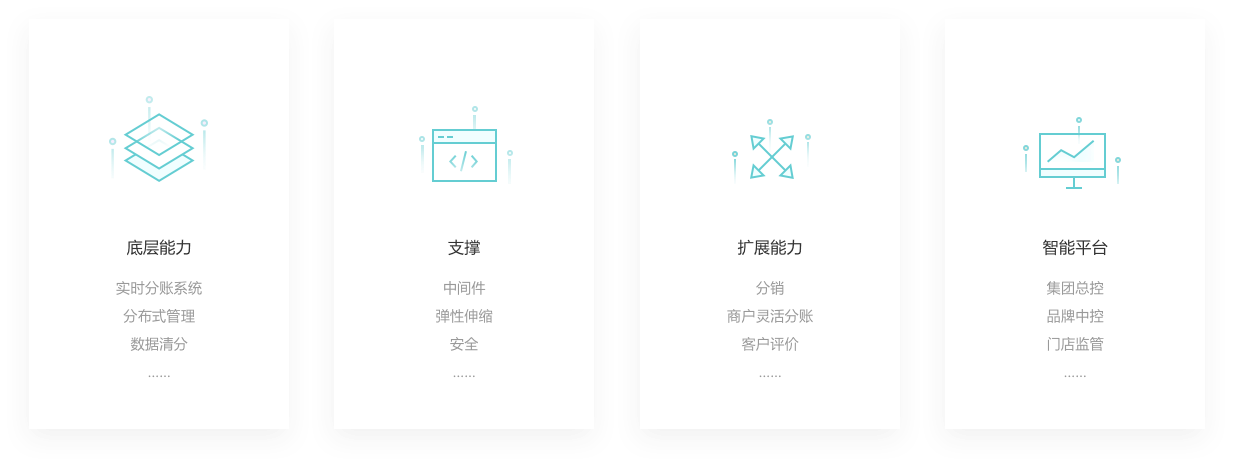 底层能力
实时分账系统
分布式管理
数据清分
......
支撑
中间件
弹性伸缩
安全
......
扩展能力
分销
商户灵活分账
客户评价
......
智能平台
集团总控
品牌中控
门店监管
......